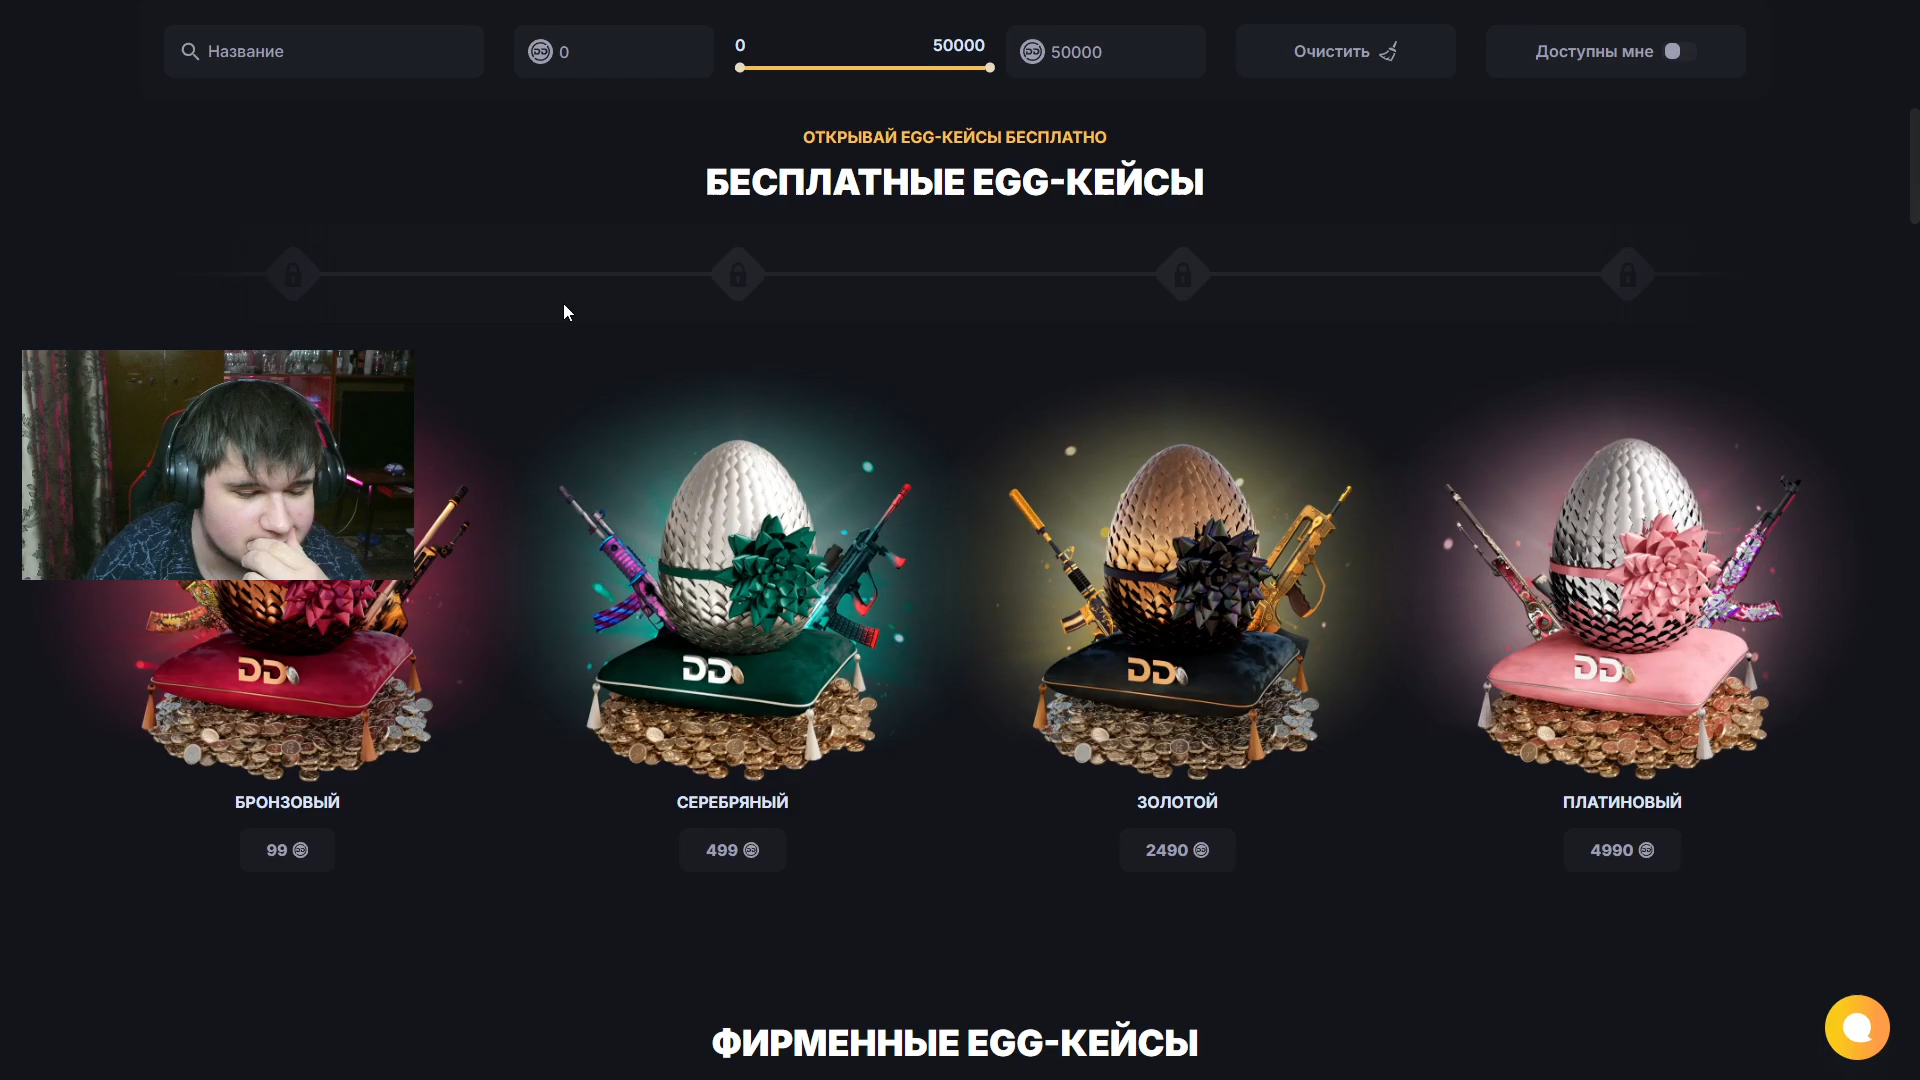 Название
0
0
50000
50000
Очистить
Доступны мне
ОТКРЫВАЙ EGG-КЕЙСЫ БЕСПЛАТНО
БЕСПЛАТНЫЕ EGG-КЕЙСЫ
DD
DD
DD
DD
БРОНЗОВЫЙ
СЕРЕБРЯНЫЙ
ЗОЛОТОЙ
ПЛАТИНОВЫЙ
99
499
2490
4990
ФИРМЕННЫЕ EGG-КЕЙСЫ